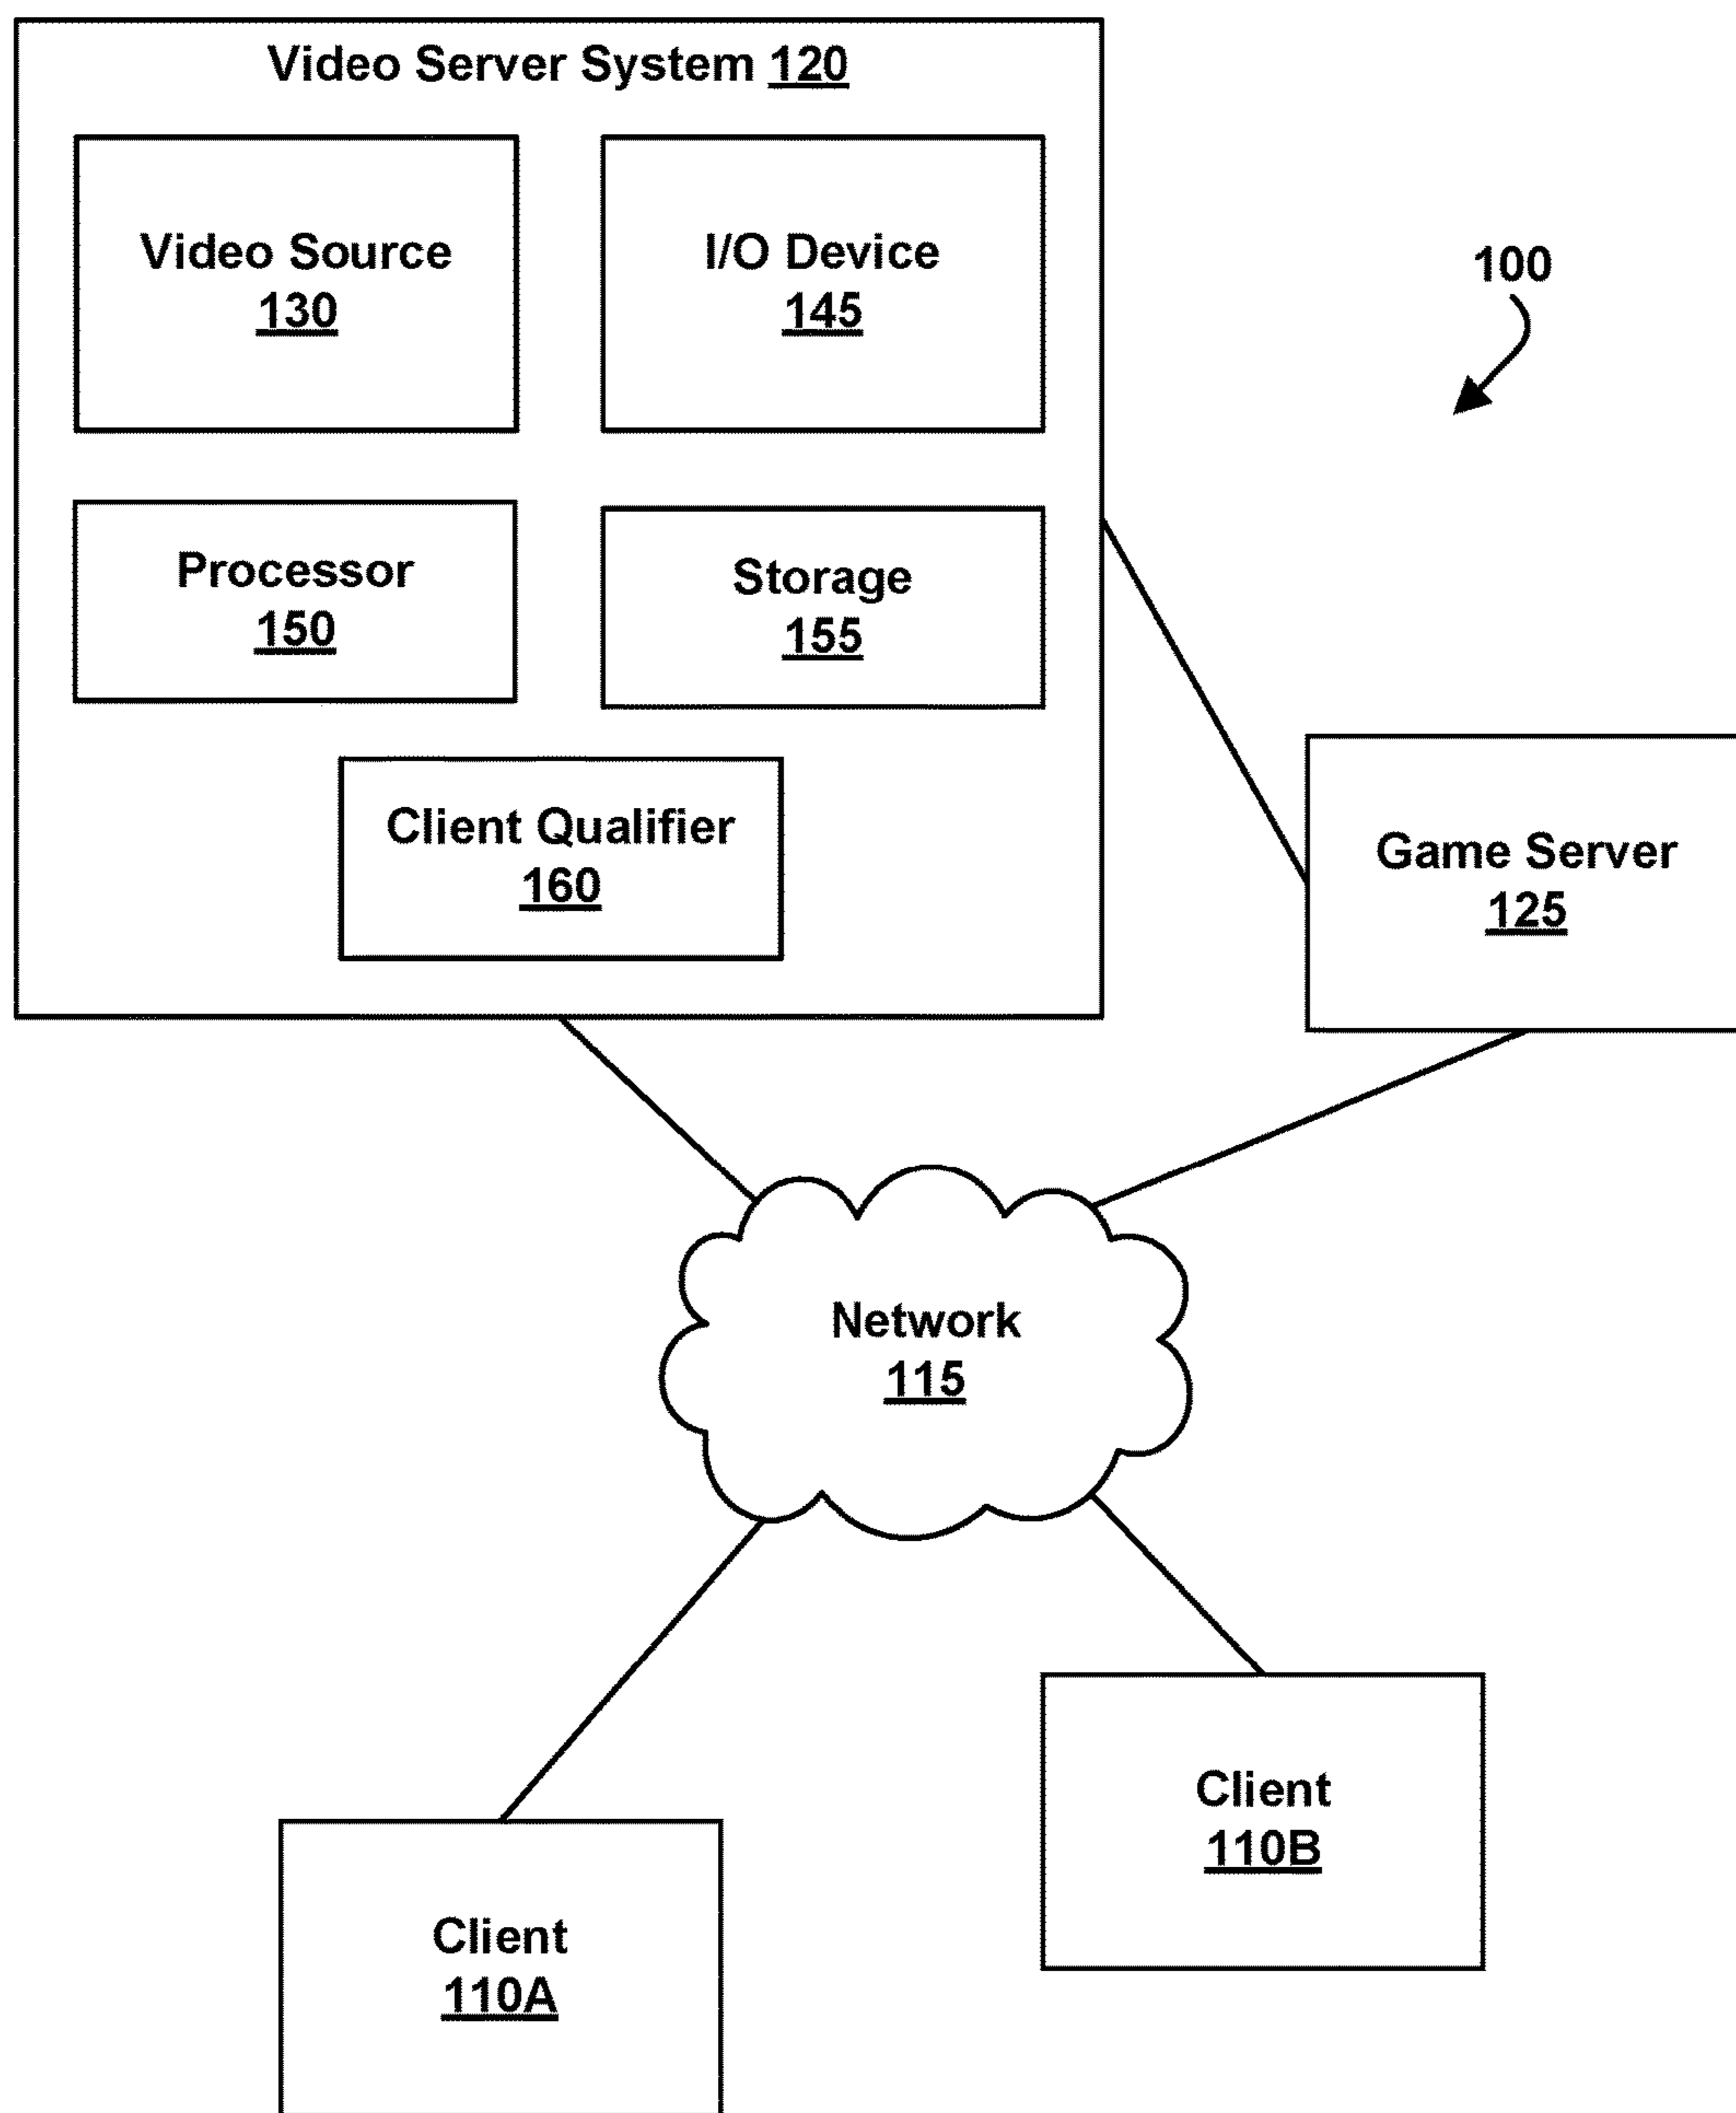 Video Server System 120
Video Source
130
I/O Device
145
100
Processor
150
Storage
155
Client Qualifier
160
Game Server
125
Network
115
Client
110B
Client
110A